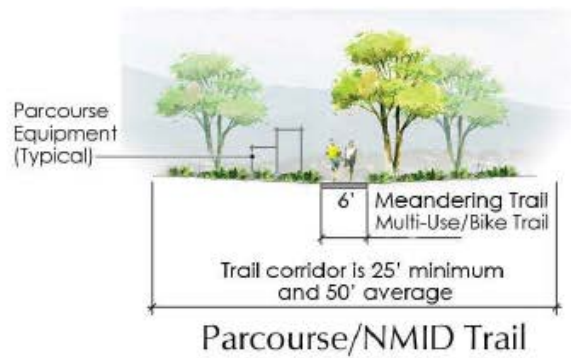 Parcourse
Equipment
(Typical)
6' Meandering Trail
Multi-Use/Bike Trail
Trail corridor is 25' minimum
and 50' average
Parcourse/NMID Trail